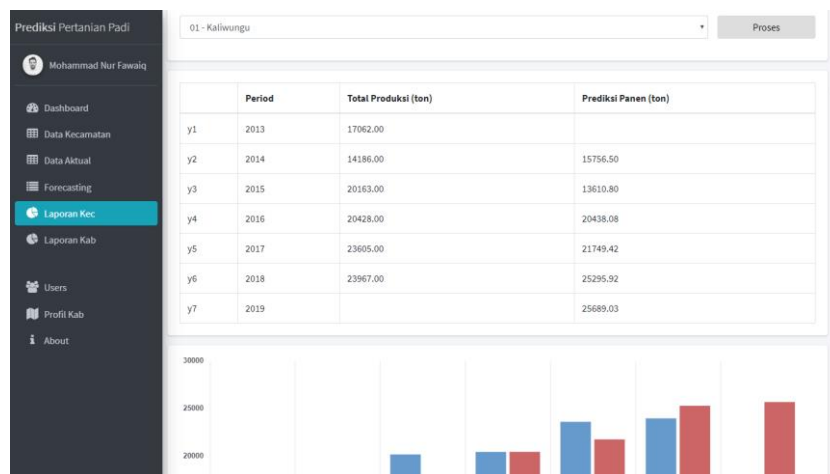 Prediksi Pertanian Padi
Mohammad Nur Fawaiq
Dashboard
Data Kecamatan
Data Aktual
Forecasting
Laporan Kec
Laporan Kab
Users
Profil Kab
About
01 - Kaliwungu Proses
Period Total Produksi (ton) Prediksi Panen (ton)
y1 2013 17062.00
y2 2014 14186.00 15756.50
y3 2015 20163.00 13610.80
y4 2016 20428.00 20438.08
y5 2017 23605.00 21749.42
y6 2018 23967.00 25295.92
y7 2019 25689.03
30000
25000
20000